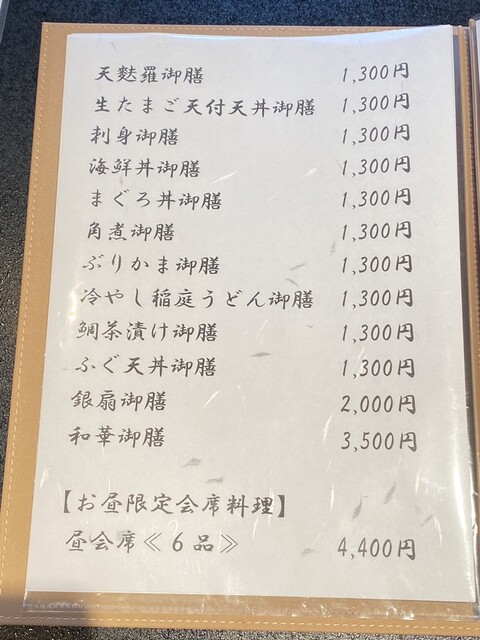 天麩羅御膳 1,300円
生たまご天付天丼御膳 1,300円
刺身御膳 1,300円
海鮮丼御膳 1,300円
まぐろ丼御膳 1,300円
角煮御膳 1,300円
ぶりかま御膳 1,300円
冷やし稲庭うどん御膳 1,300円
鯛茶漬け御膳 1,300円
ふぐ天丼御膳 1,300円
銀扇御膳 2,000円
和華御膳 3,500円
【お昼限定会席料理】
昼会席≪6品≫ 4,400円